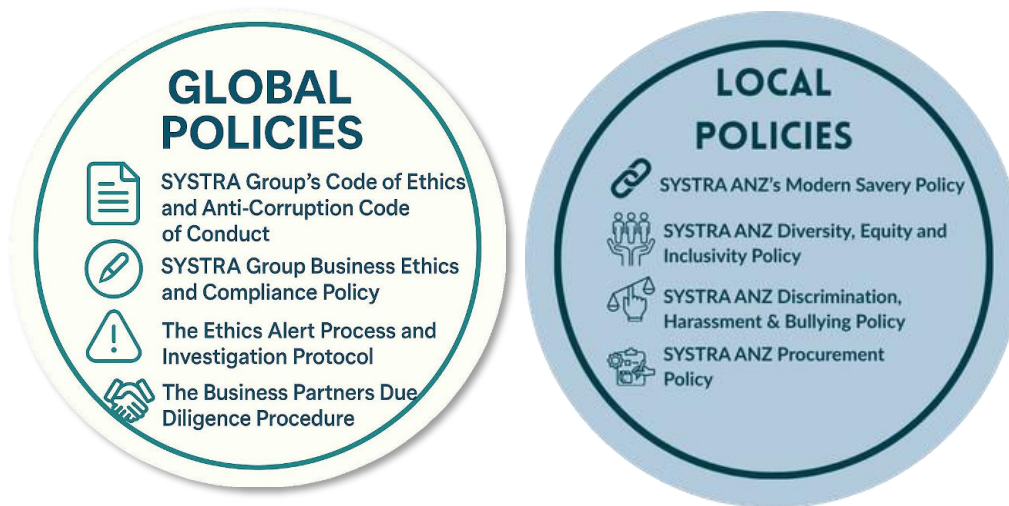 GLOBAL
POLICIES
SYSTRA Group's Code of Ethics
and Anti-Corruption Code
of Conduct
SYSTRA Group Business Ethics
and Compliance Policy
The Ethics Alert Process and
Investigation Protocol
The Business Partners Due
Diligence Procedure
LOCAL
POLICIES
SYSTRA ANZ's Modern Savery Policy
SYSTRA ANZ Diversity, Equity and
Inclusivity Policy
SYSTRA ANZ Discrimination,
Harassment & Bullying Policy
SYSTRA ANZ Procurement
Policy